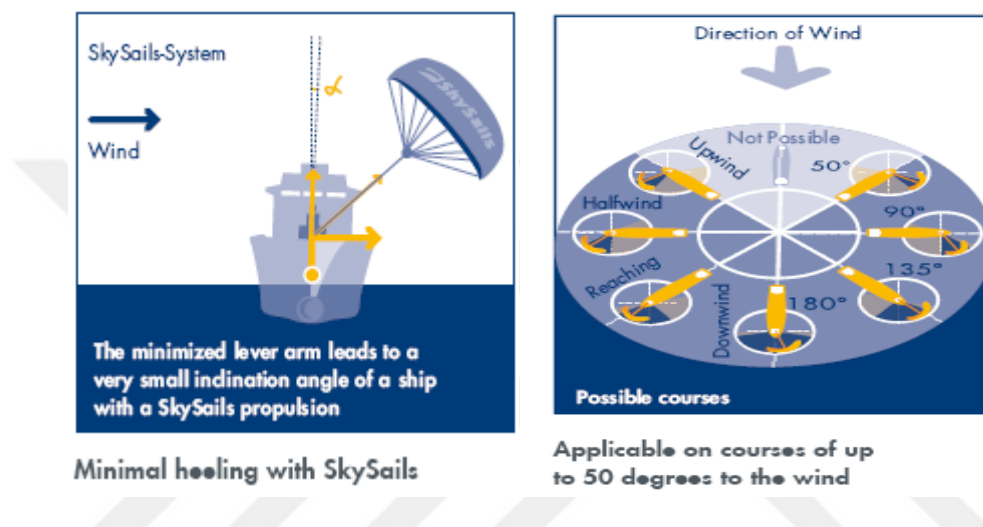 SkySails-System
α
Wind
SkySails
The minimized lever arm leads to a
very small inclination angle of a ship
with a SkySails propulsion
Minimal heeling with SkySails
Direction of Wind
Not Possible
Upwind
50°
Halfwind
90°
Reaching
135°
Downwind
180°
Possible courses
Applicable on courses of up
to 50 degrees to the wind